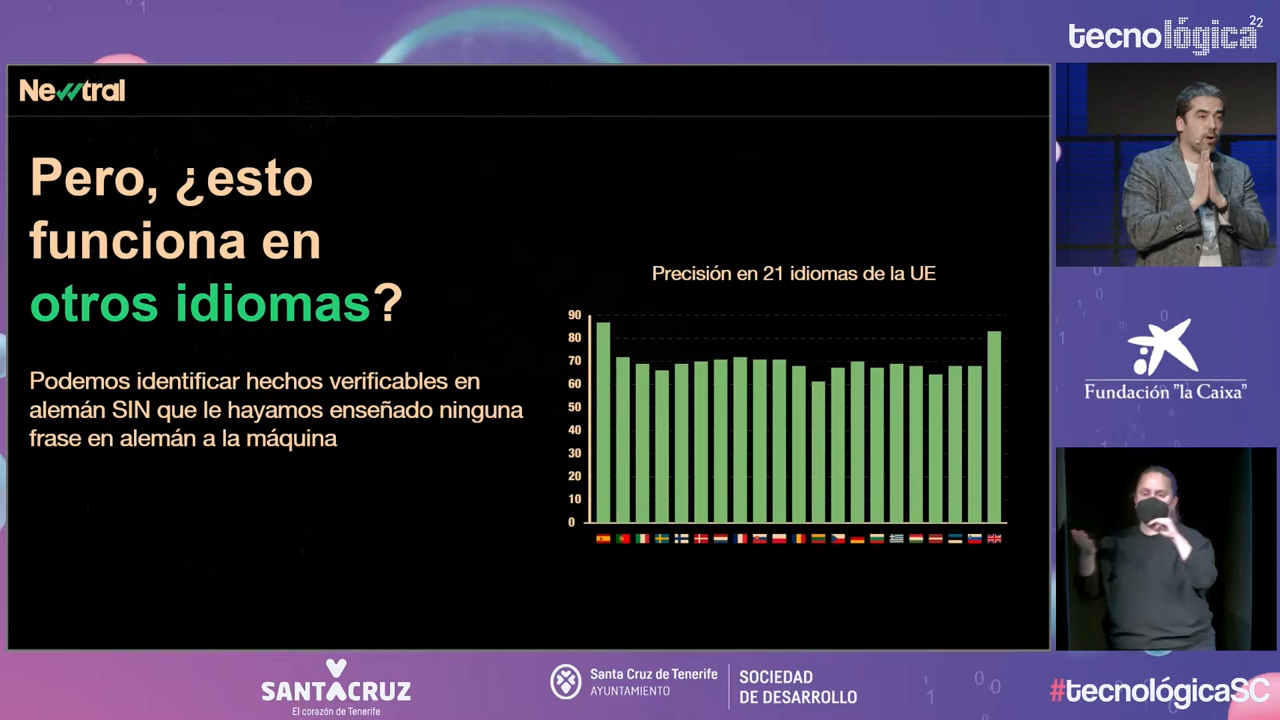 tecnológica22
Newtral
Pero, ¿esto
funciona en
otros idiomas?
Podemos identificar hechos verificables en
alemán SIN que le hayamos enseñado ninguna
frase en alemán a la máquina
Precisión en 21 idiomas de la UE
90
80
70
60
50
40
30
20
10
0
Fundación "la Caixa"
SANTACRUZ
El corazón de Tenerife
Santa Cruz de Tenerife
AYUNTAMIENTO
SOCIEDAD
DE DESARROLLO
#tecnológicaSC